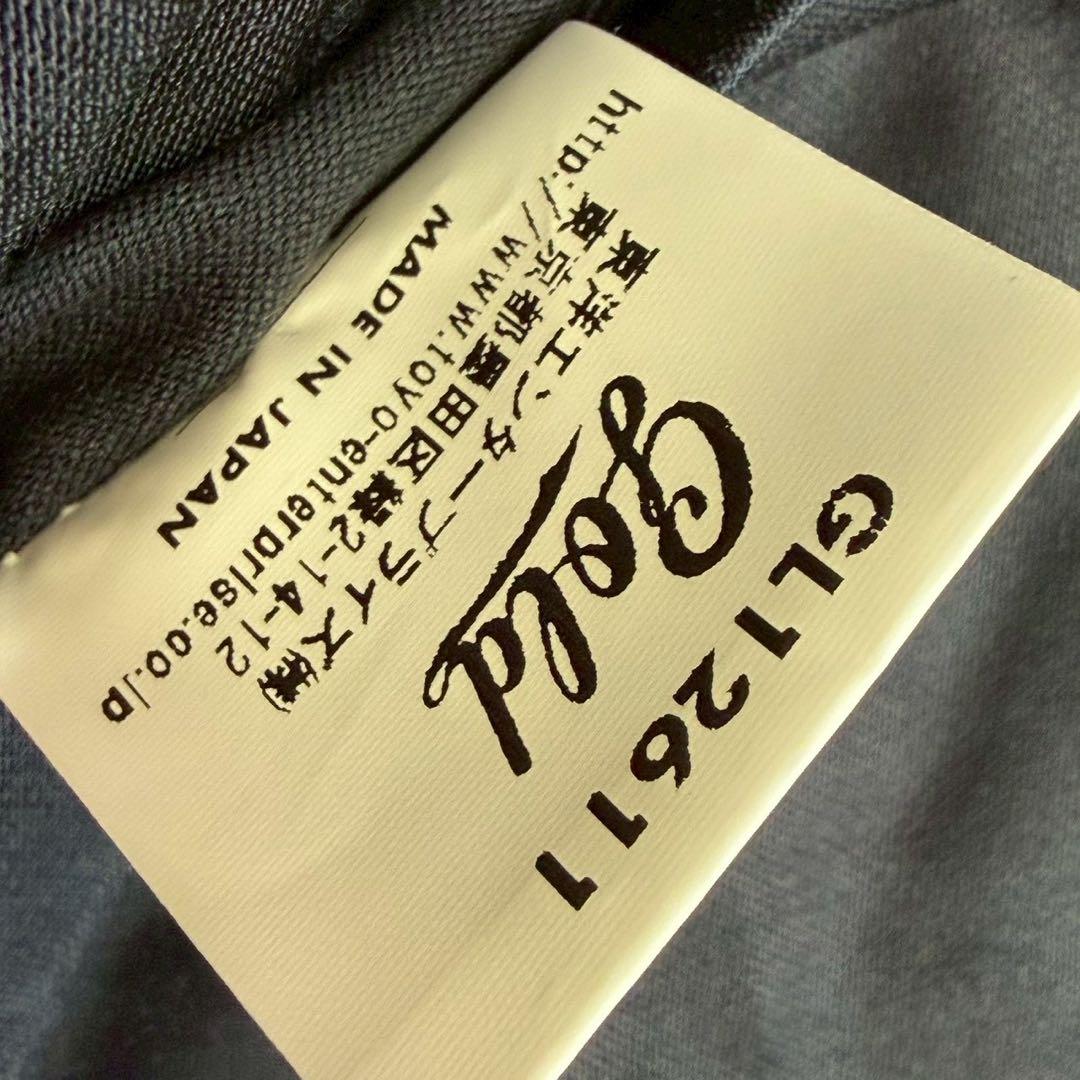 GL12611
Gold
東洋エンタープライズ㈱
東京都墨田区緑2-14-12
http://www.toyo-enterprise.co.jp
MADE IN JAPAN